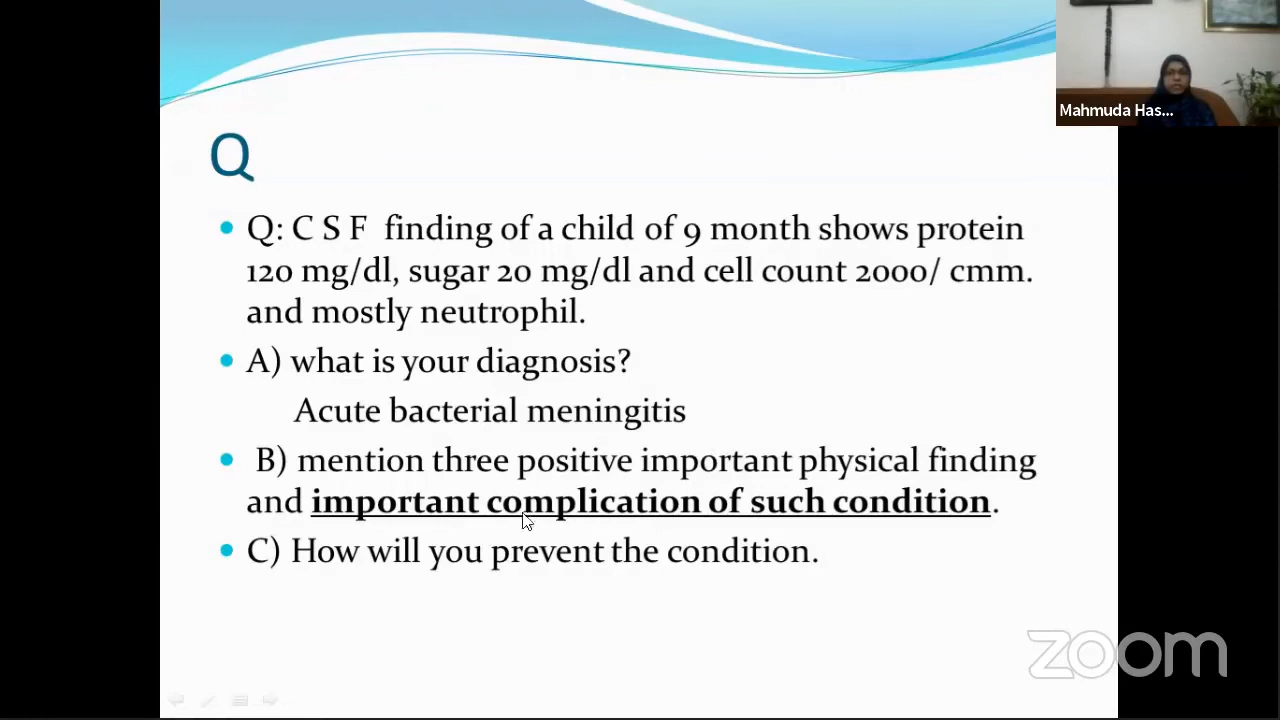 Mahmuda Has...
Q
Q: C S F finding of a child of 9 month shows protein
120 mg/dl, sugar 20 mg/dl and cell count 2000/ cmm.
and mostly neutrophil.
A) what is your diagnosis?
Acute bacterial meningitis
B) mention three positive important physical finding
and important complication of such condition.
C) How will you prevent the condition.
zoom